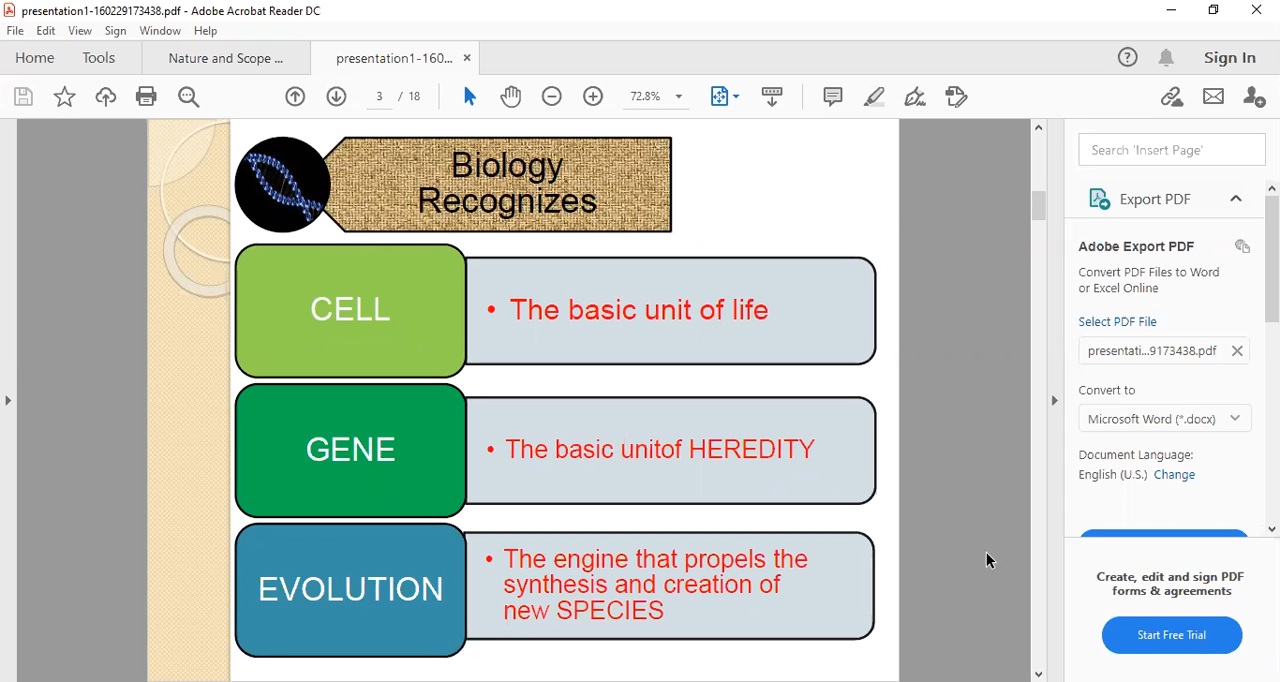 presentation1-160229173438.pdf - Adobe Acrobat Reader DC
File Edit View Sign Window Help
Home Tools Nature and Scope ... presentation1-160... × Sign In
3 / 18 72.8%
Search 'Insert Page'
Export PDF
Adobe Export PDF
Convert PDF Files to Word
or Excel Online
Select PDF File
presentati...9173438.pdf
Convert to
Microsoft Word (*.docx)
Document Language:
English (U.S.) Change
Create, edit and sign PDF
forms & agreements
Start Free Trial
Biology
Recognizes
CELL
• The basic unit of life
GENE
• The basic unitof HEREDITY
EVOLUTION
• The engine that propels the
synthesis and creation of
new SPECIES